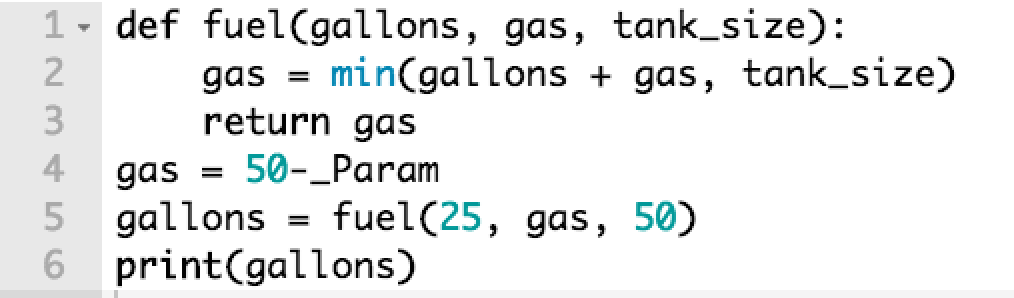 1 def fuel(gallons, gas, tank_size):
2     gas = min(gallons + gas, tank_size)
3     return gas
4 gas = 50-_Param
5 gallons = fuel(25, gas, 50)
6 print(gallons)